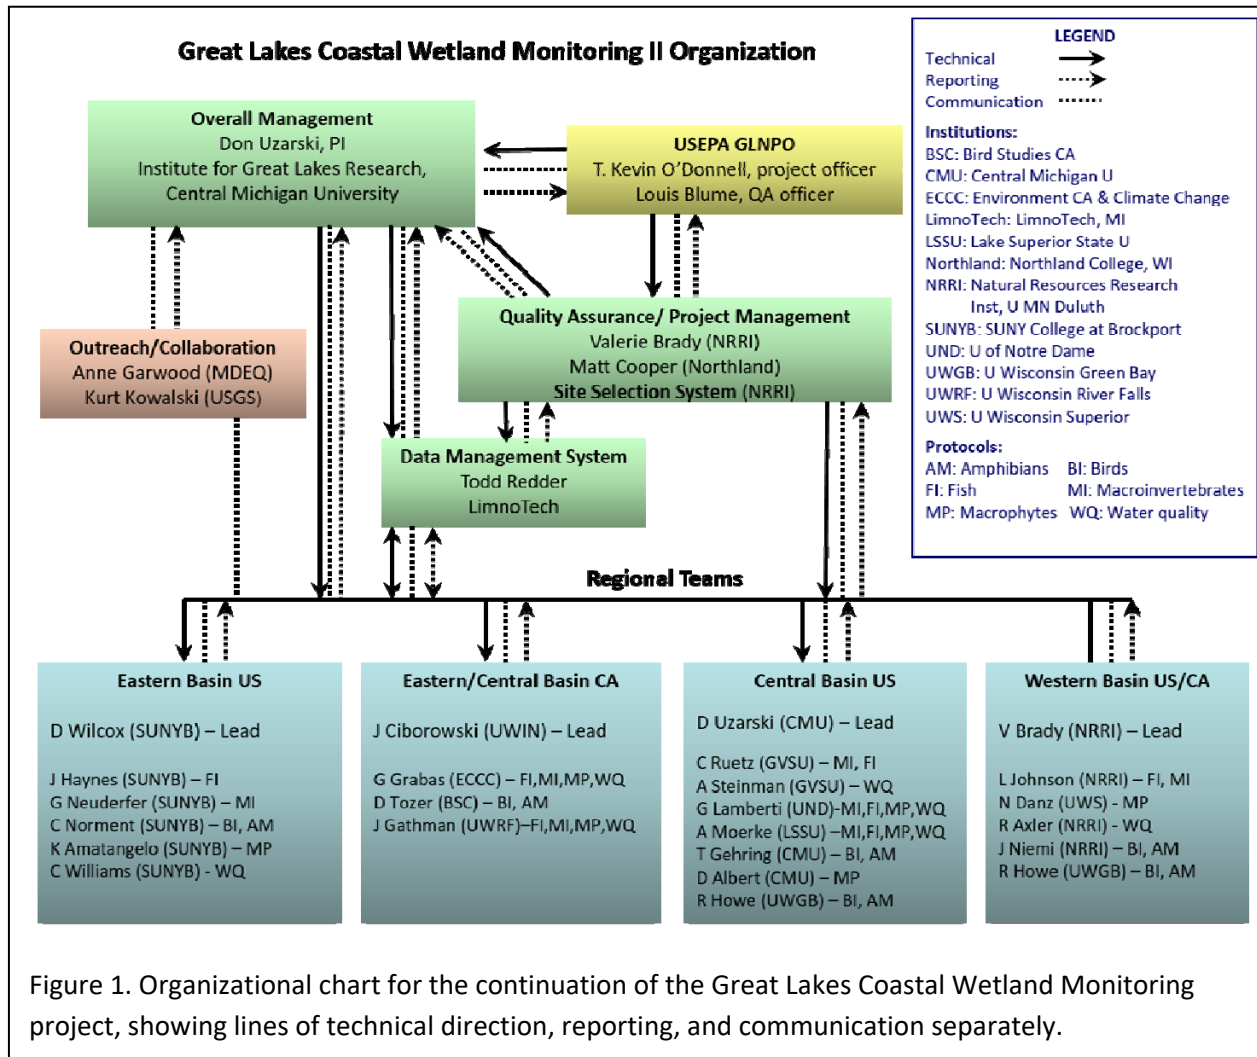 Great Lakes Coastal Wetland Monitoring II Organization
Overall Management
Don Uzarski, PI
Institute for Great Lakes Research,
Central Michigan University
USEPA GLNPO
T. Kevin O’Donnell, project officer
Louis Blume, QA officer
Quality Assurance/ Project Management
Valerie Brady (NRRI)
Matt Cooper (Northland)
Site Selection System (NRRI)
Outreach/Collaboration
Anne Garwood (MDEQ)
Kurt Kowalski (USGS)
Data Management System
Todd Redder
LimnoTech
LEGEND
Technical
Reporting
Communication
Institutions:
BSC: Bird Studies CA
CMU: Central Michigan U
ECCC: Environment CA & Climate Change
LimnoTech: LimnoTech, MI
LSSU: Lake Superior State U
Northland: Northland College, WI
NRRI: Natural Resources Research
Inst, U MN Duluth
SUNYB: SUNY College at Brockport
UND: U of Notre Dame
UWGB: U Wisconsin Green Bay
UWRF: U Wisconsin River Falls
UWS: U Wisconsin Superior
Protocols:
AM: Amphibians BI: Birds
FI: Fish MI: Macroinvertebrates
MP: Macrophytes WQ: Water quality
Regional Teams
Eastern Basin US
D Wilcox (SUNYB) – Lead
J Haynes (SUNYB) – FI
G Neuderfer (SUNYB) – MI
C Norment (SUNYB) – BI, AM
K Amatangelo (SUNYB) – MP
C Williams (SUNYB) - WQ
Eastern/Central Basin CA
J Ciborowski (UWIN) – Lead
G Grabas (ECCC) – FI,MI,MP,WQ
D Tozer (BSC) – BI, AM
J Gathman (UWRF)–FI,MI,MP,WQ
Central Basin US
D Uzarski (CMU) – Lead
C Ruetz (GVSU) – MI, FI
A Steinman (GVSU) – WQ
G Lamberti (UND)-MI,FI,MP,WQ
A Moerke (LSSU) –MI,FI,MP,WQ
T Gehring (CMU) – BI, AM
D Albert (CMU) – MP
R Howe (UWGB) – BI, AM
Western Basin US/CA
V Brady (NRRI) – Lead
L Johnson (NRRI) – FI, MI
N Danz (UWS) - MP
R Axler (NRRI) - WQ
J Niemi (NRRI) – BI, AM
R Howe (UWGB) – BI, AM
Figure 1. Organizational chart for the continuation of the Great Lakes Coastal Wetland Monitoring
project, showing lines of technical direction, reporting, and communication separately.